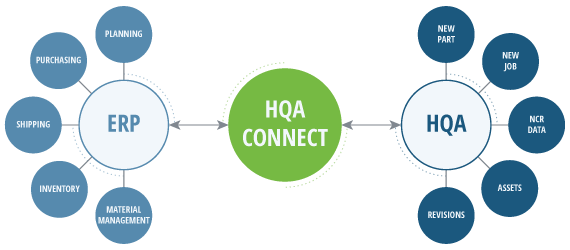 PLANNING
PURCHASING
SHIPPING
INVENTORY
MATERIAL
MANAGEMENT
ERP
HQA
CONNECT
HQA
NEW
PART
NEW
JOB
NCR
DATA
ASSETS
REVISIONS